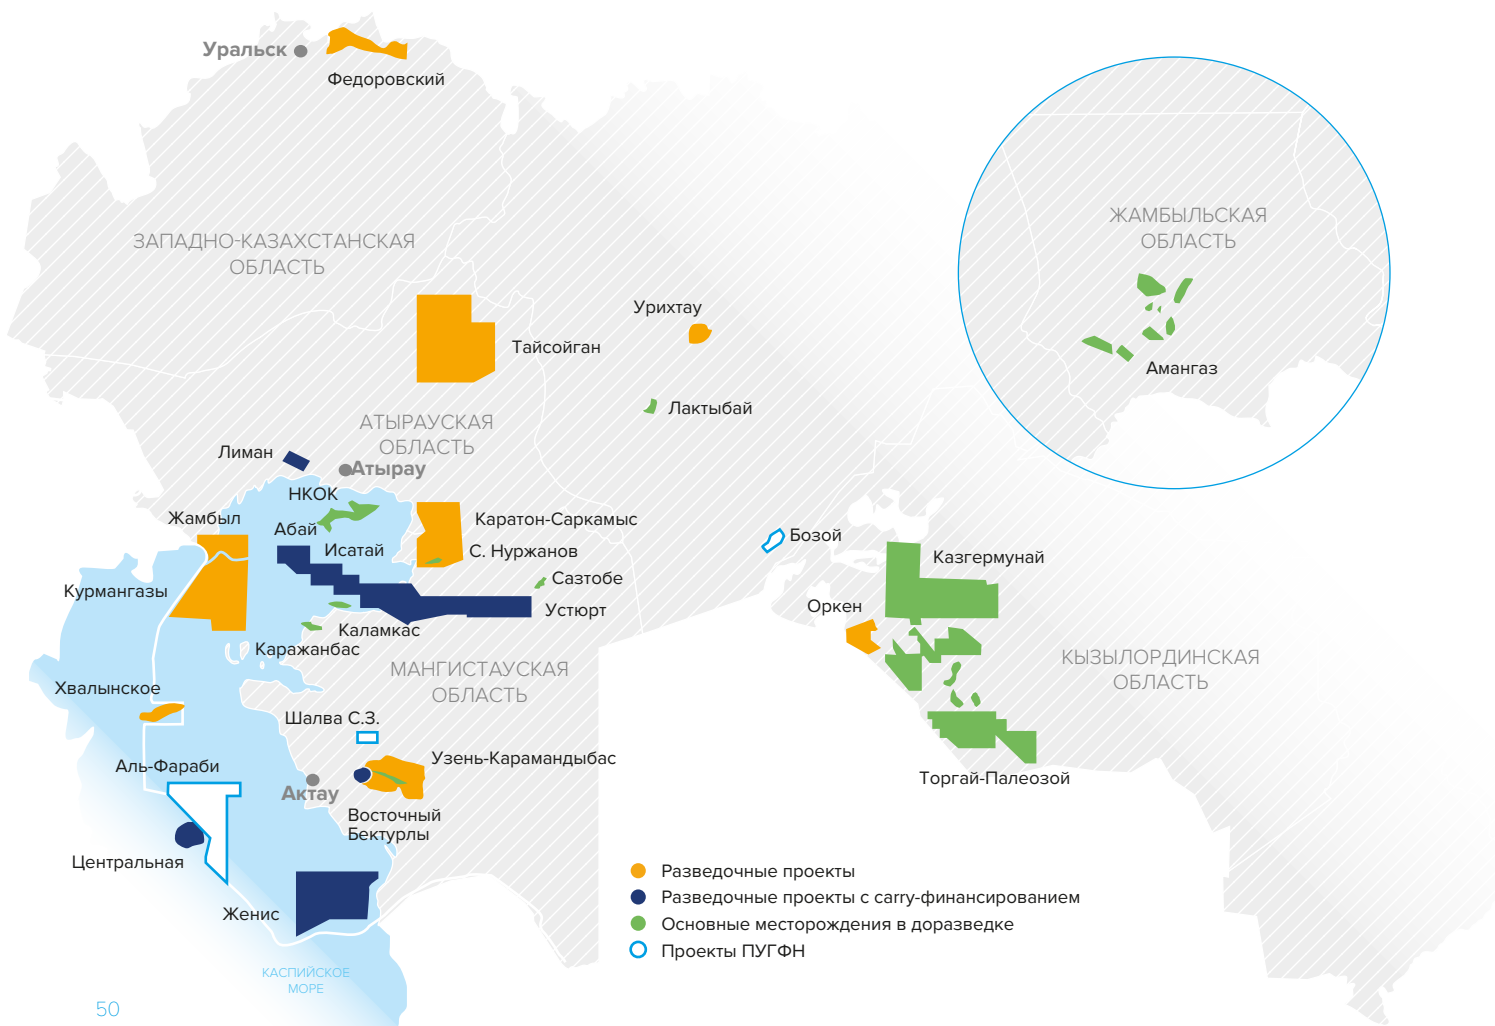 Уральск
Федоровский
ЗАПАДНО-КАЗАХСТАНСКАЯ
ОБЛАСТЬ
ЖАМБЫЛЬСКАЯ
ОБЛАСТЬ
Амангаз
Урихтау
Тайсойган
Лактыбай
АТЫРАУСКАЯ
ОБЛАСТЬ
Лиман
Атырау
НКОК
Жамбыл
Абай
Исатай
Каратон-Саркамыс
С. Нуржанов
Бозой
Казгермунай
Курмангазы
Сазтобе
Устюрт
Оркен
Каламкас
Каражанбас
МАНГИСТАУСКАЯ
ОБЛАСТЬ
КЫЗЫЛОРДИНСКАЯ
ОБЛАСТЬ
Хвалынское
Шалва С.З.
Узень-Карамандыбас
Аль-Фараби
Актау
Торгай-Палеозой
Восточный
Бектурлы
Центральная
Женис
Разведочные проекты
Разведочные проекты с carry-финансированием
Основные месторождения в доразведке
Проекты ПУГФН
КАСПИЙСКОЕ
МОРЕ
50